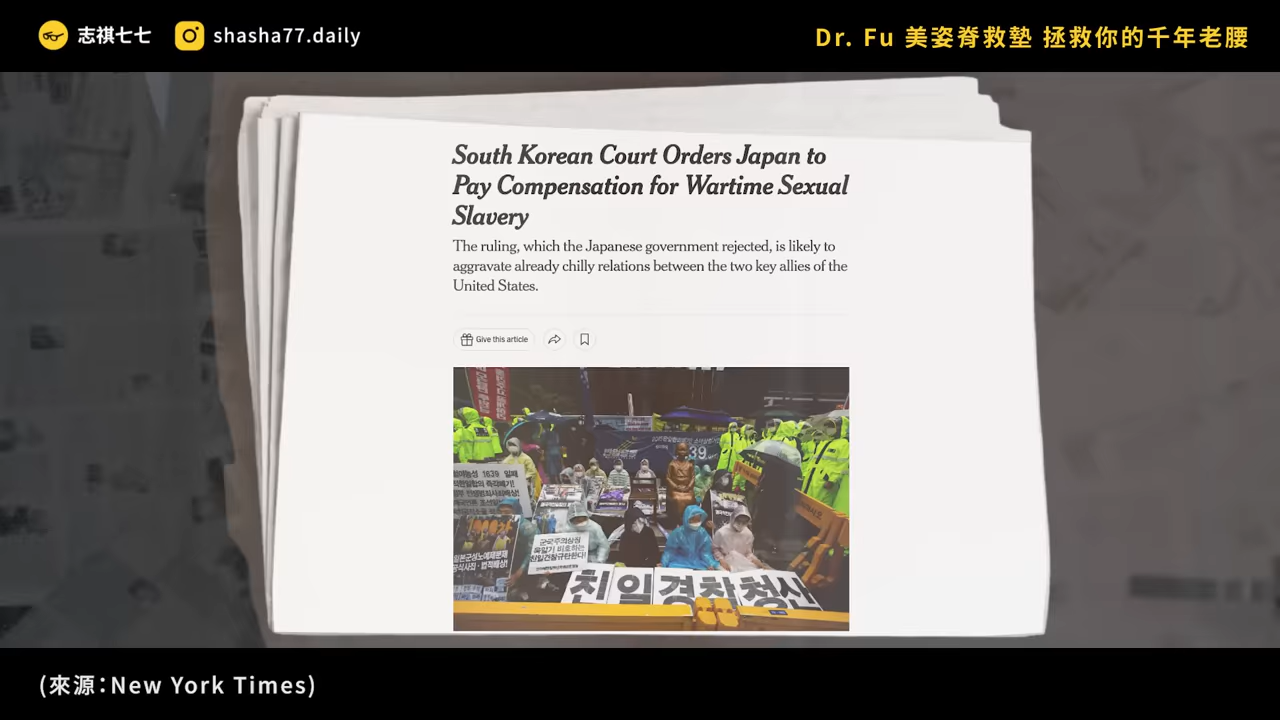 志祺七七
shasha77.daily
Dr. Fu 美姿脊救墊 拯救你的千年老腰
South Korean Court Orders Japan to
Pay Compensation for Wartime Sexual
Slavery
The ruling, which the Japanese government rejected, is likely to
aggravate already chilly relations between the two key allies of the
United States.
Give this article
1639 일째
친일경찰청산
(來源：New York Times)